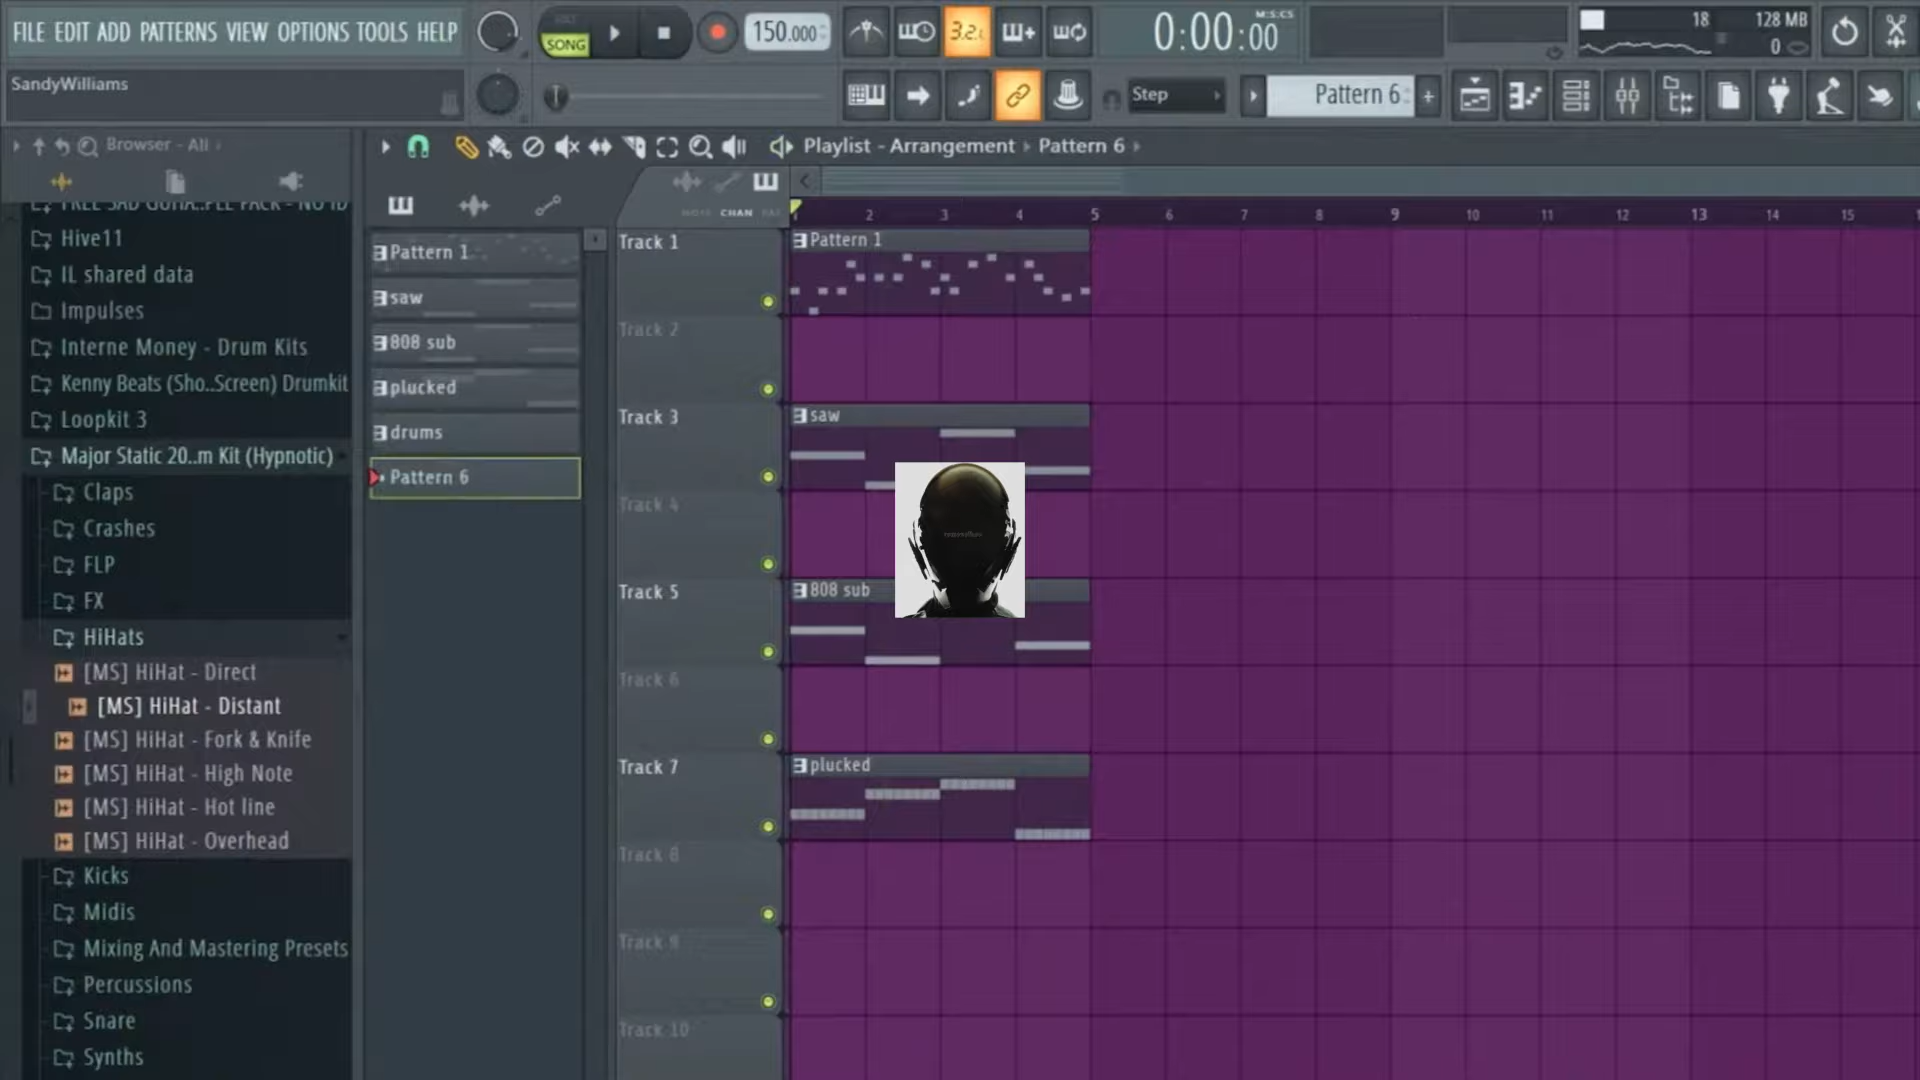 FILE EDIT ADD PATTERNS VIEW OPTIONS TOOLS HELP
SONG
150.000
3.2.
0:00:00
M:S:CS
18
128 MB
0
SandyWilliams
Step
Pattern 6
Browser - All
Playlist - Arrangement
Pattern 6
CHAN
Hive11
IL shared data
Impulses
Interne Money - Drum Kits
Kenny Beats (Sho..Screen) Drumkit
Loopkit 3
Major Static 20..m Kit (Hypnotic)
Claps
Crashes
FLP
FX
HiHats
[MS] HiHat - Direct
[MS] HiHat - Distant
[MS] HiHat - Fork & Knife
[MS] HiHat - High Note
[MS] HiHat - Hot line
[MS] HiHat - Overhead
Kicks
Midis
Mixing And Mastering Presets
Percussions
Snare
Synths
Pattern 1
saw
808 sub
plucked
drums
Pattern 6
2 3 4 5 6 7 8 9 10 11 12 13 14 15
Track 1
Pattern 1
Track 2
Track 3
saw
Track 4
Track 5
808 sub
Track 6
Track 7
plucked
Track 8
Track 9
Track 10